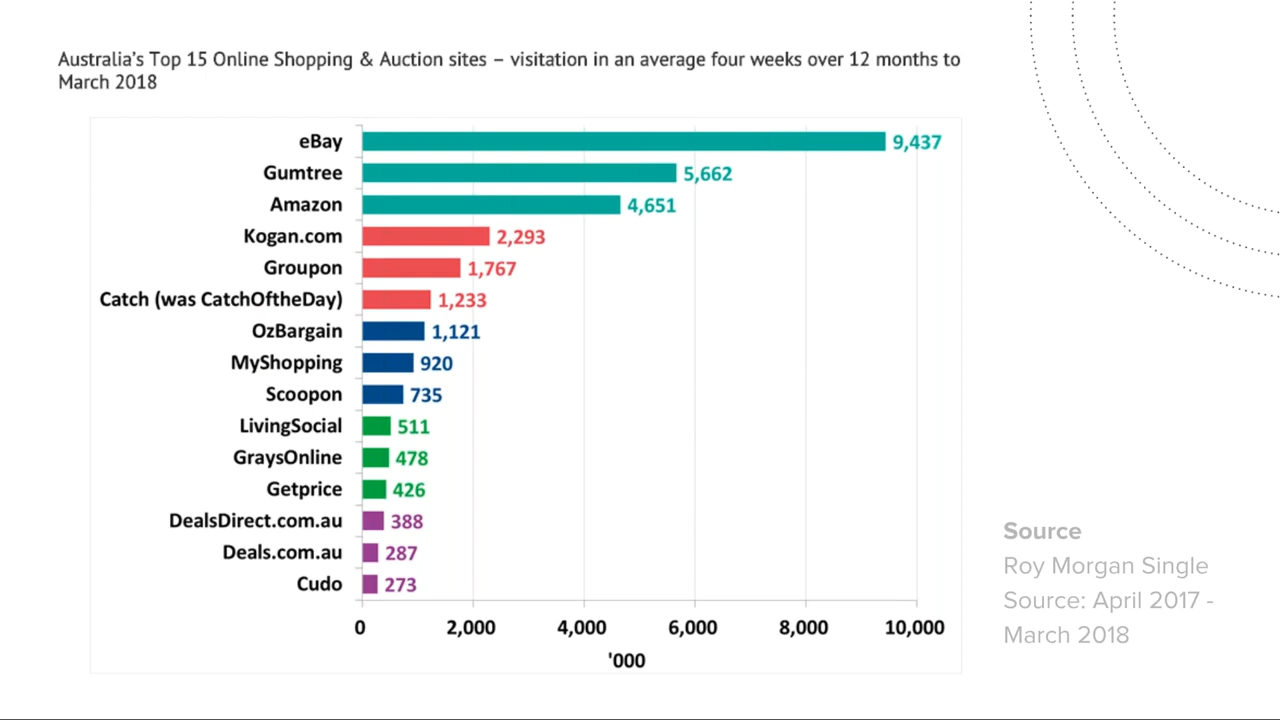 Australia’s Top 15 Online Shopping & Auction sites – visitation in an average four weeks over 12 months to
March 2018
eBay 9,437
Gumtree 5,662
Amazon 4,651
Kogan.com 2,293
Groupon 1,767
Catch (was CatchOftheDay) 1,233
OzBargain 1,121
MyShopping 920
Scoopon 735
LivingSocial 511
GraysOnline 478
Getprice 426
DealsDirect.com.au 388
Deals.com.au 287
Cudo 273
0 2,000 4,000 6,000 8,000 10,000
'000
Source
Roy Morgan Single
Source: April 2017 -
March 2018